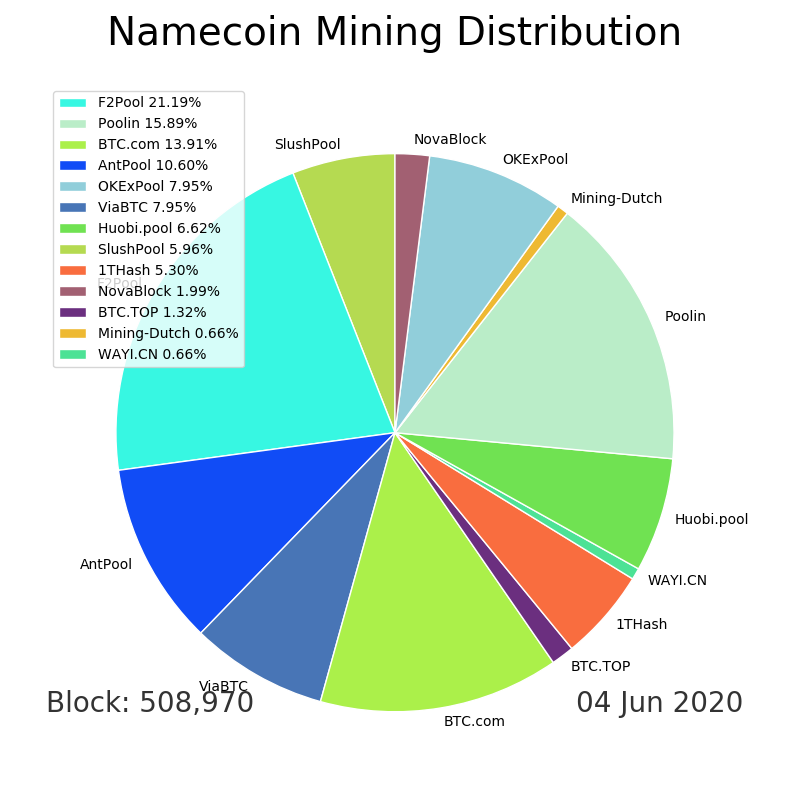 Namecoin Mining Distribution
F2Pool 21.19%
Poolin 15.89%
BTC.com 13.91%
AntPool 10.60%
OKExPool 7.95%
ViaBTC 7.95%
Huobi.pool 6.62%
SlushPool 5.96%
1THash 5.30%
NovaBlock 1.99%
BTC.TOP 1.32%
Mining-Dutch 0.66%
WAYI.CN 0.66%
SlushPool
NovaBlock
OKExPool
Mining-Dutch
F2Pool
Poolin
Huobi.pool
AntPool
WAYI.CN
1THash
BTC.TOP
ViaBTC
BTC.com
Block: 508,970
04 Jun 2020